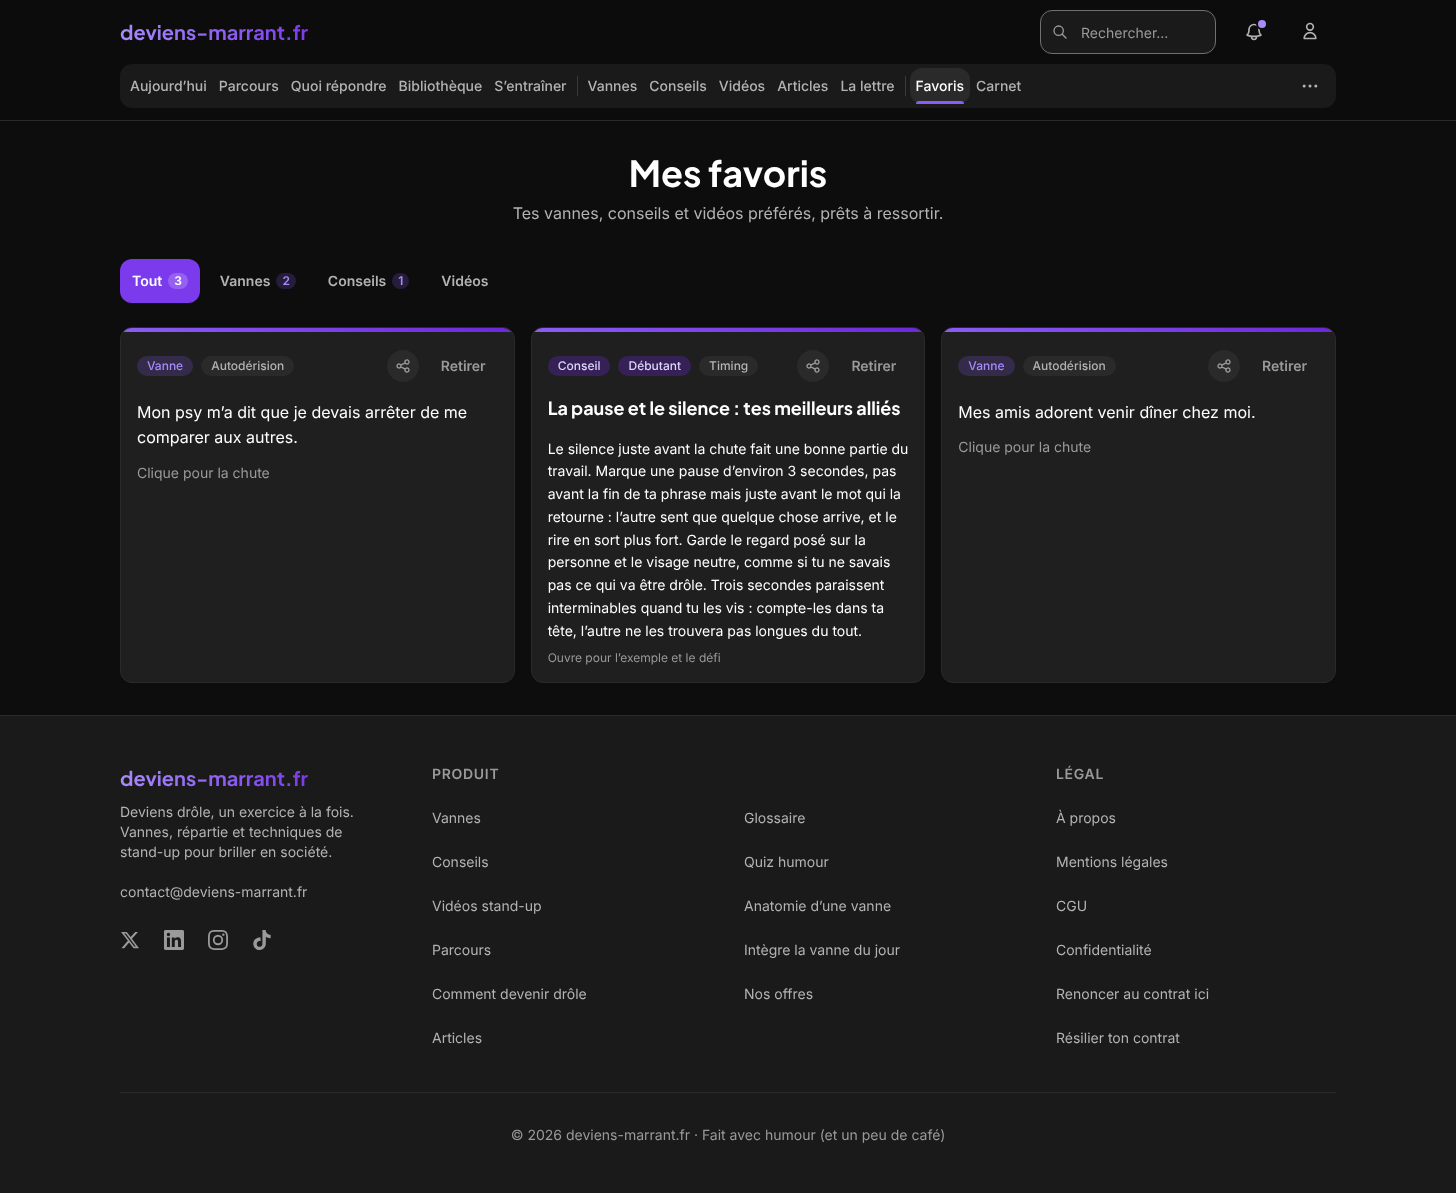 deviens-marrant.fr
Rechercher...
Aujourd’hui Parcours Quoi répondre Bibliothèque S’entraîner Vannes Conseils Vidéos Articles La lettre Favoris Carnet
Mes favoris
Tes vannes, conseils et vidéos préférés, prêts à ressortir.
Tout 3 Vannes 2 Conseils 1 Vidéos
Vanne Autodérision Retirer
Mon psy m’a dit que je devais arrêter de me
comparer aux autres.
Clique pour la chute
Conseil Débutant Timing Retirer
La pause et le silence : tes meilleurs alliés
Le silence juste avant la chute fait une bonne partie du
travail. Marque une pause d’environ 3 secondes, pas
avant la fin de ta phrase mais juste avant le mot qui la
retourne : l’autre sent que quelque chose arrive, et le
rire en sort plus fort. Garde le regard posé sur la
personne et le visage neutre, comme si tu ne savais
pas ce qui va être drôle. Trois secondes paraissent
interminables quand tu les vis : compte-les dans ta
tête, l’autre ne les trouvera pas longues du tout.
Ouvre pour l’exemple et le défi
Vanne Autodérision Retirer
Mes amis adorent venir dîner chez moi.
Clique pour la chute
deviens-marrant.fr
Deviens drôle, un exercice à la fois.
Vannes, répartie et techniques de
stand-up pour briller en société.
contact@deviens-marrant.fr
PRODUIT
Vannes
Conseils
Vidéos stand-up
Parcours
Comment devenir drôle
Articles
Glossaire
Quiz humour
Anatomie d’une vanne
Intègre la vanne du jour
Nos offres
LÉGAL
À propos
Mentions légales
CGU
Confidentialité
Renoncer au contrat ici
Résilier ton contrat
© 2026 deviens-marrant.fr · Fait avec humour (et un peu de café)